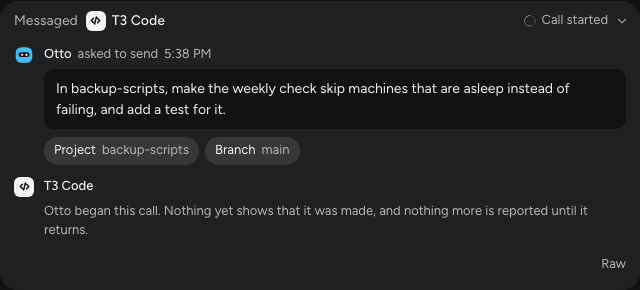 Messaged T3 Code Call started
Otto asked to send 5:38 PM
In backup-scripts, make the weekly check skip machines that are asleep instead of
failing, and add a test for it.
Project backup-scripts Branch main
T3 Code
Otto began this call. Nothing yet shows that it was made, and nothing more is reported until it
returns.
Raw